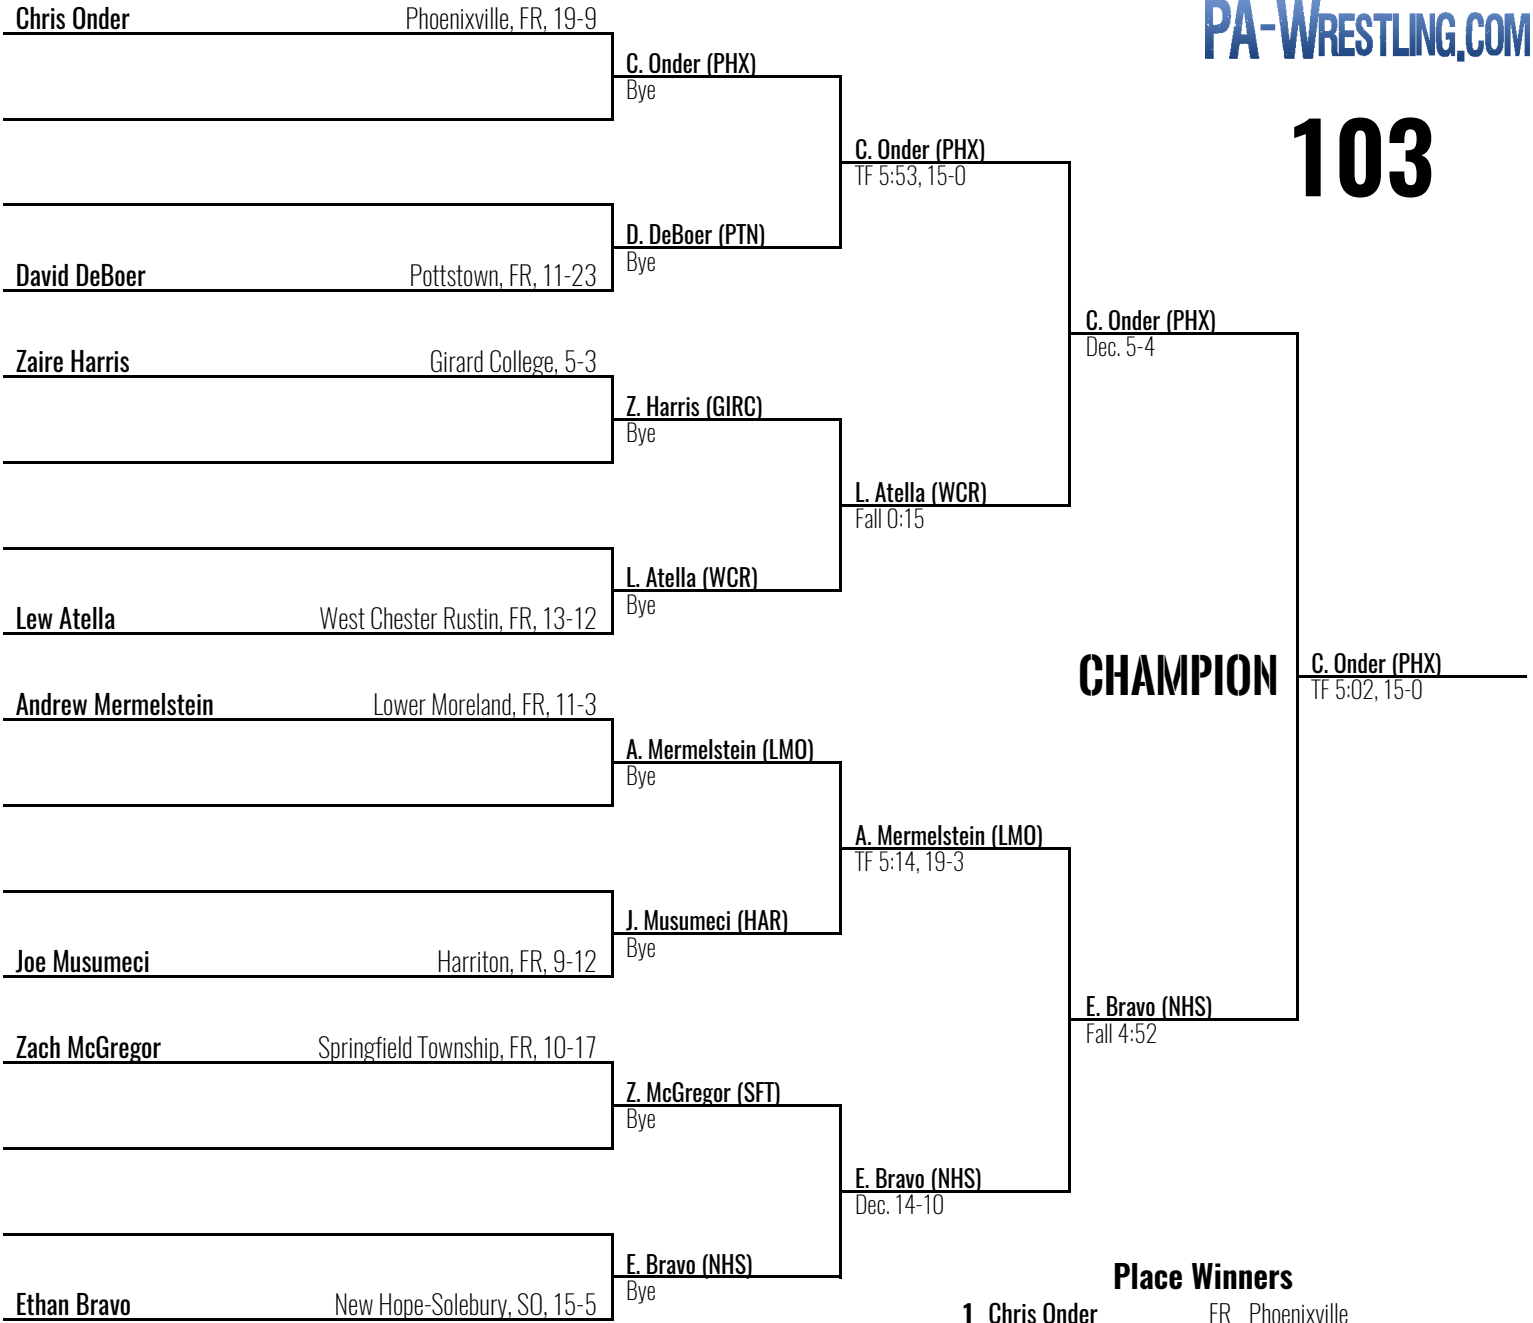 PA-WRESTLING.COM
103
Chris Onder Phoenixville, FR, 19-9
C. Onder (PHX)
Bye
C. Onder (PHX)
TF 5:53, 15-0
D. DeBoer (PTN)
Bye
David DeBoer Pottstown, FR, 11-23
C. Onder (PHX)
Dec. 5-4
Zaire Harris Girard College, 5-3
Z. Harris (GIRC)
Bye
L. Atella (WCR)
Fall 0:15
L. Atella (WCR)
Bye
Lew Atella West Chester Rustin, FR, 13-12
CHAMPION
C. Onder (PHX)
TF 5:02, 15-0
Andrew Mermelstein Lower Moreland, FR, 11-3
A. Mermelstein (LMO)
Bye
A. Mermelstein (LMO)
TF 5:14, 19-3
J. Musumeci (HAR)
Bye
Joe Musumeci Harriton, FR, 9-12
E. Bravo (NHS)
Fall 4:52
Zach McGregor Springfield Township, FR, 10-17
Z. McGregor (SFT)
Bye
E. Bravo (NHS)
Dec. 14-10
E. Bravo (NHS)
Bye
Ethan Bravo New Hope-Solebury, SO, 15-5
Place Winners
1 Chris Onder FR Phoenixville